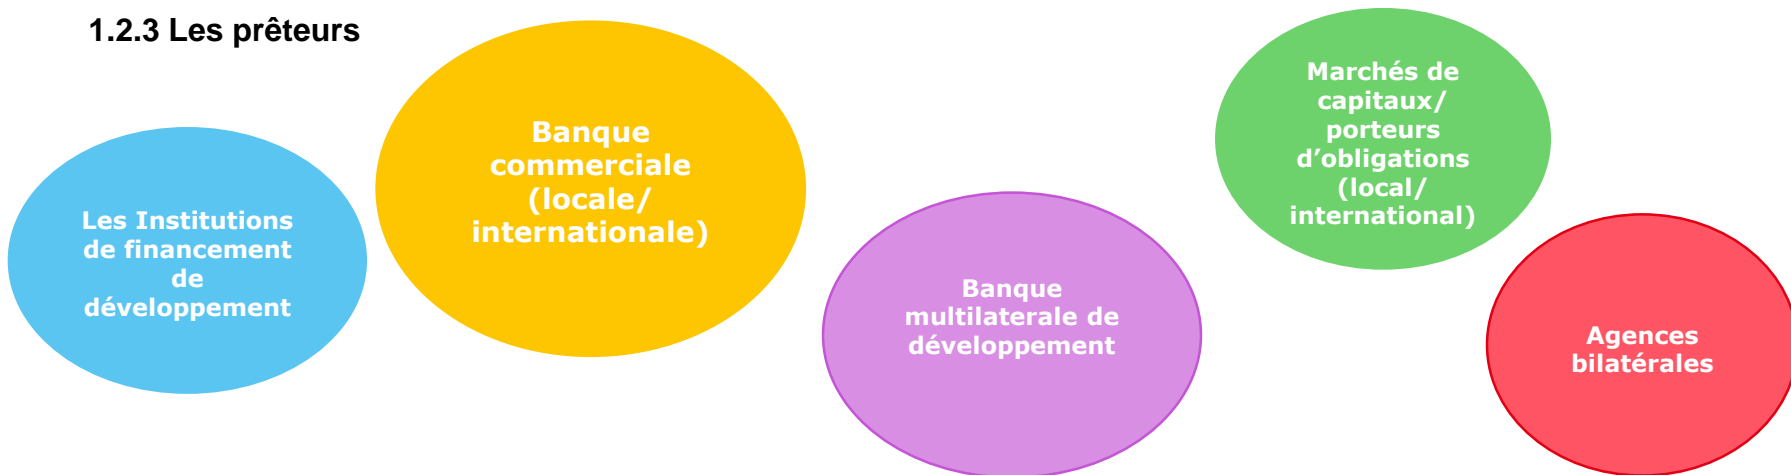 1.2.3 Les prêteurs
Les Institutions
de financement
de
développement
Banque
commerciale
(locale/
internationale)
Banque
multilaterale de
développement
Marchés de
capitaux/
porteurs
d’obligations
(local/
international)
Agences
bilatérales